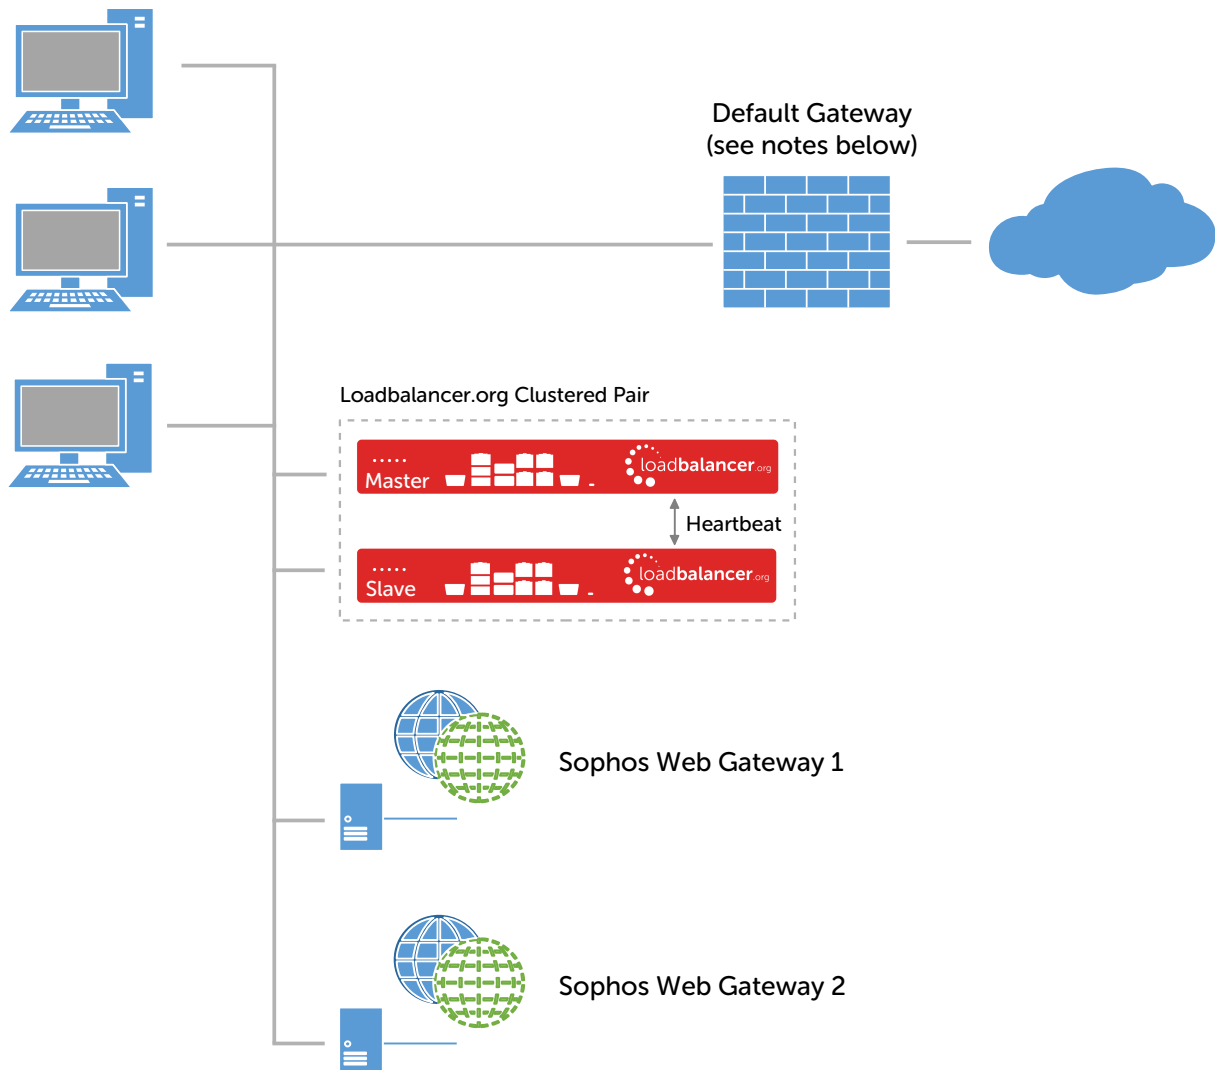 Default Gateway
(see notes below)
Loadbalancer.org Clustered Pair
Master
loadbalancer.org
Heartbeat
Slave
loadbalancer.org
Sophos Web Gateway 1
Sophos Web Gateway 2